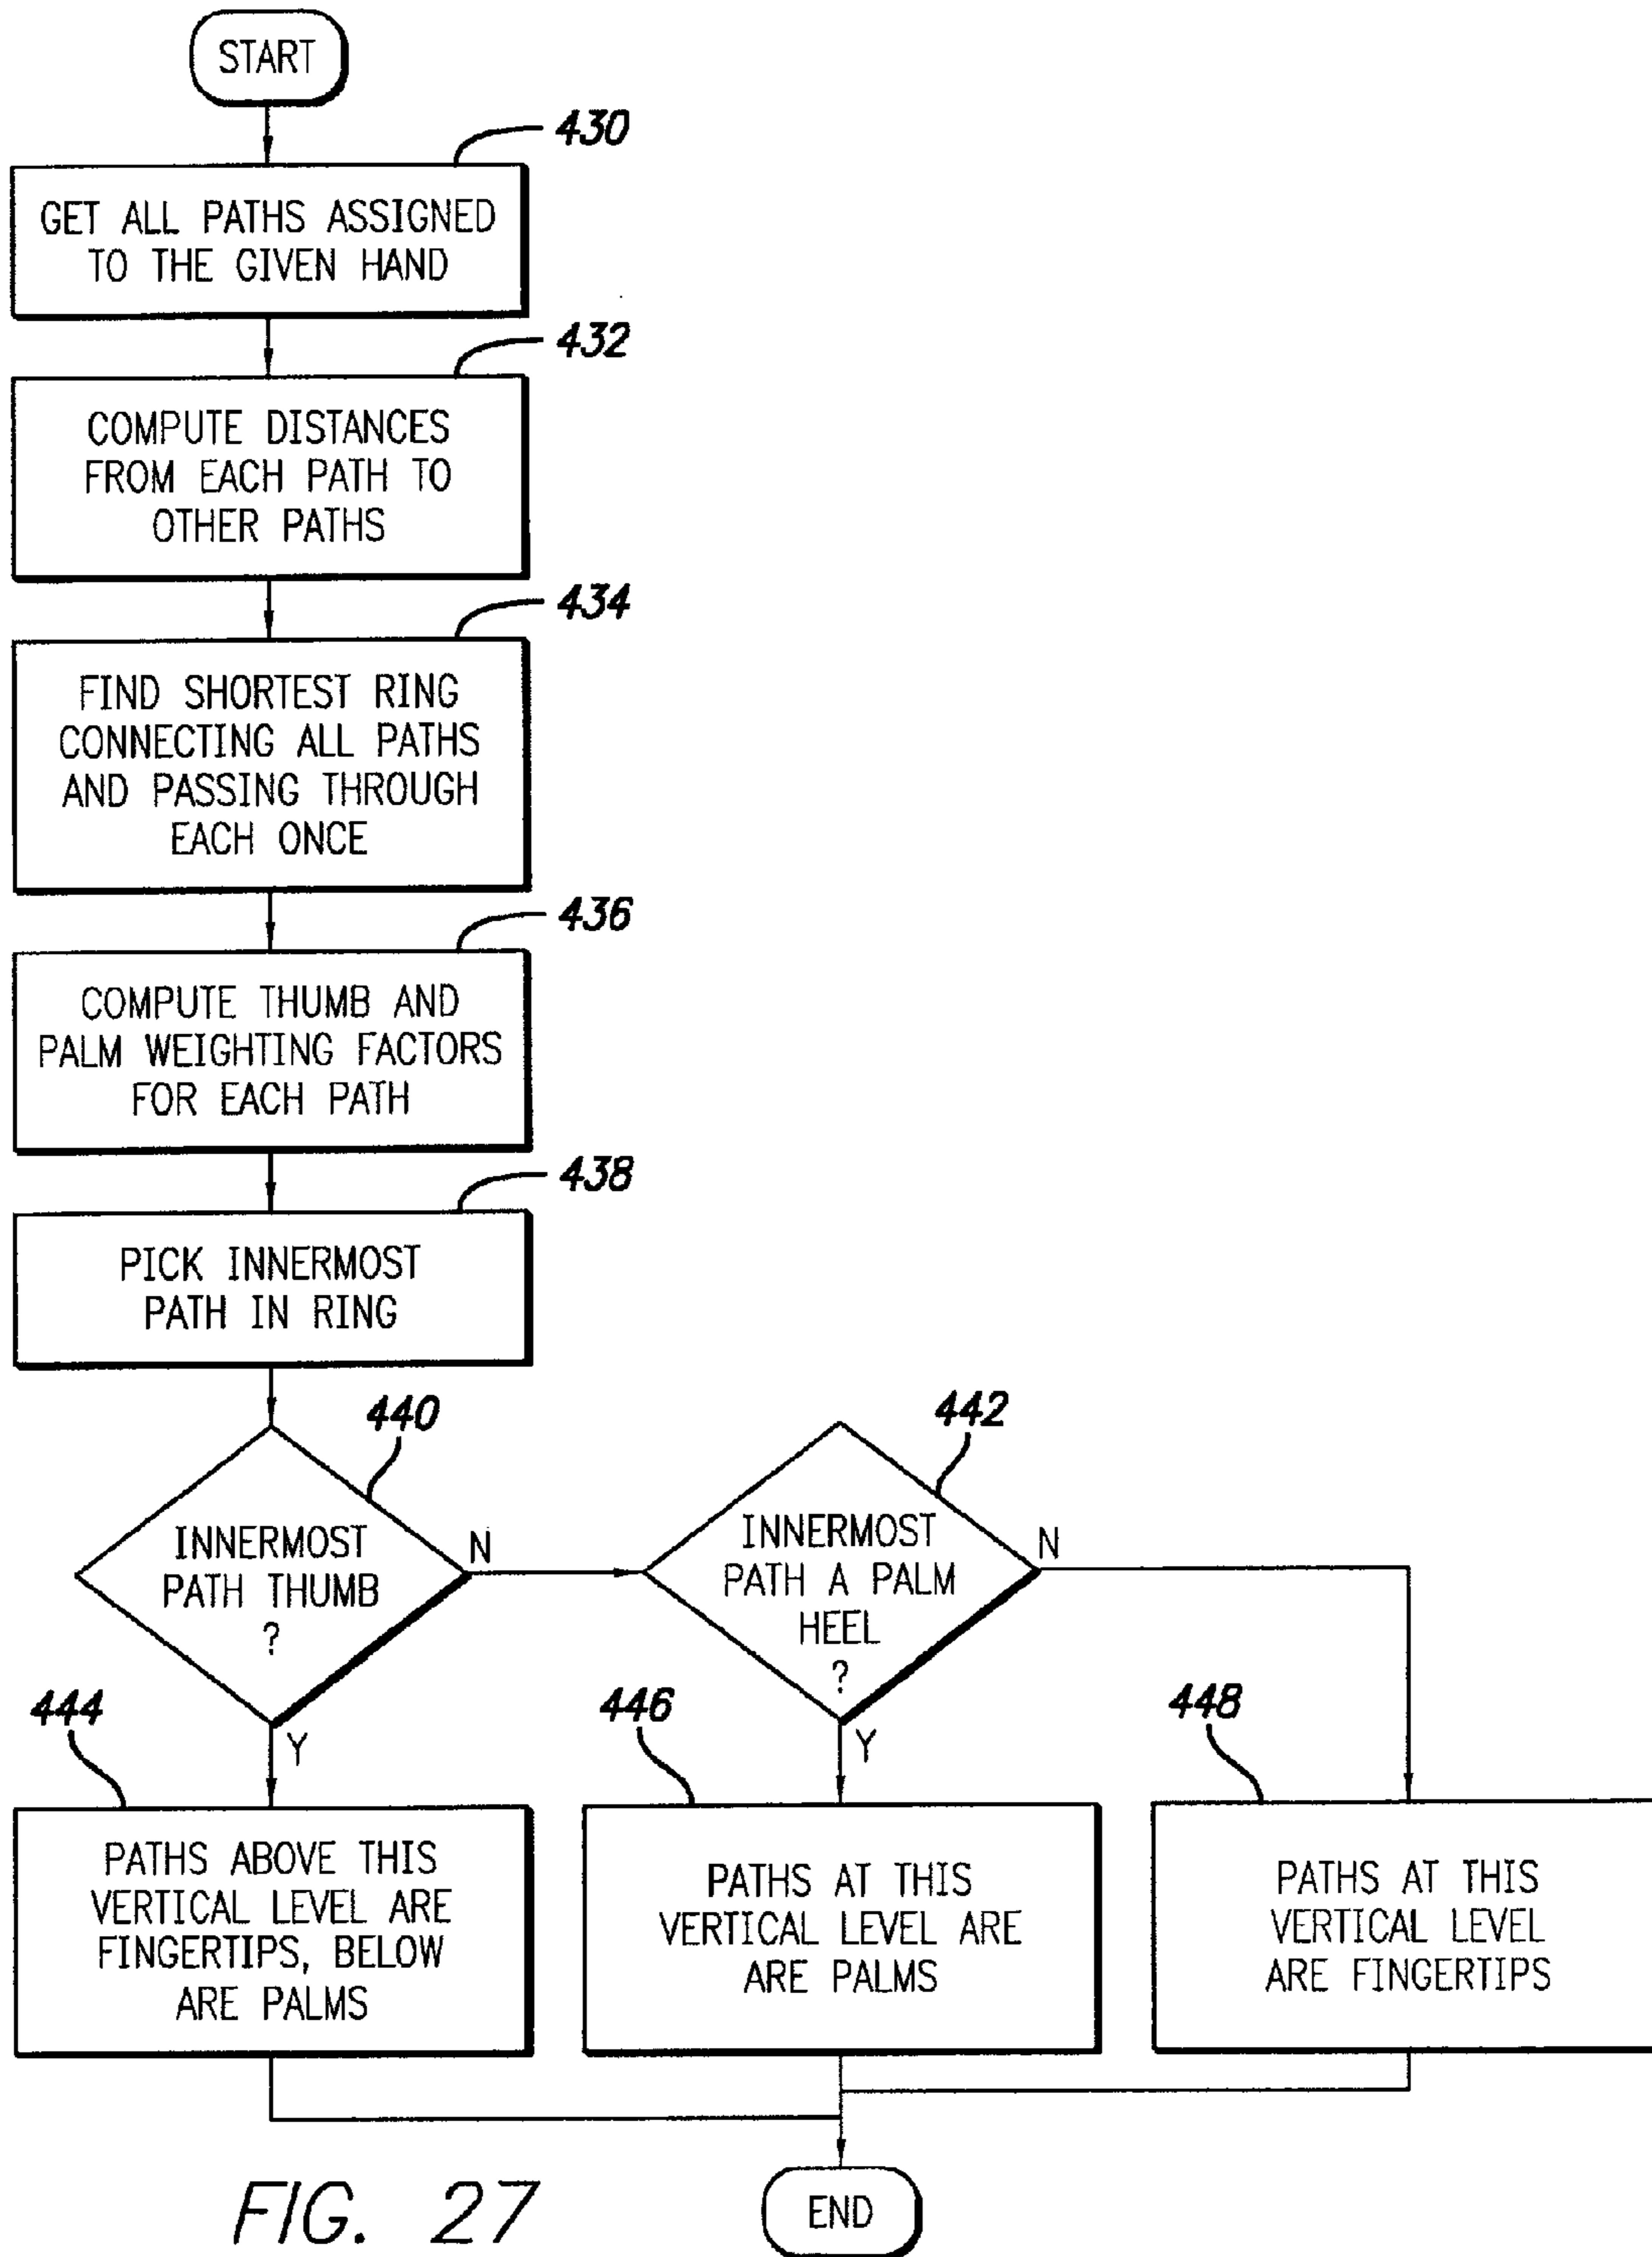 START
430
GET ALL PATHS ASSIGNED
TO THE GIVEN HAND
432
COMPUTE DISTANCES
FROM EACH PATH TO
OTHER PATHS
434
FIND SHORTEST RING
CONNECTING ALL PATHS
AND PASSING THROUGH
EACH ONCE
436
COMPUTE THUMB AND
PALM WEIGHTING FACTORS
FOR EACH PATH
438
PICK INNERMOST
PATH IN RING
440
INNERMOST
PATH THUMB
?
N
Y
442
INNERMOST
PATH A PALM
HEEL
?
N
Y
444
PATHS ABOVE THIS
VERTICAL LEVEL ARE
FINGERTIPS, BELOW
ARE PALMS
446
PATHS AT THIS
VERTICAL LEVEL ARE
ARE PALMS
448
PATHS AT THIS
VERTICAL LEVEL
ARE FINGERTIPS
END
FIG. 27